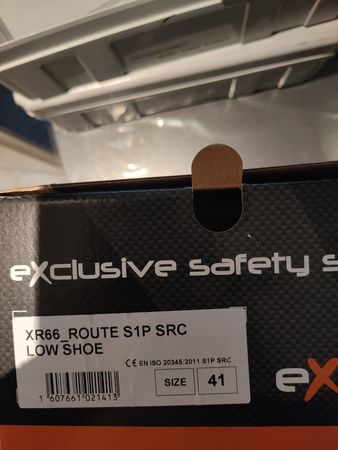 eXclusive safety s
XR66_ROUTE S1P SRC
LOW SHOE
CE EN ISO 20345:2011 S1P SRC
SIZE 41
1 607661 021413
eX